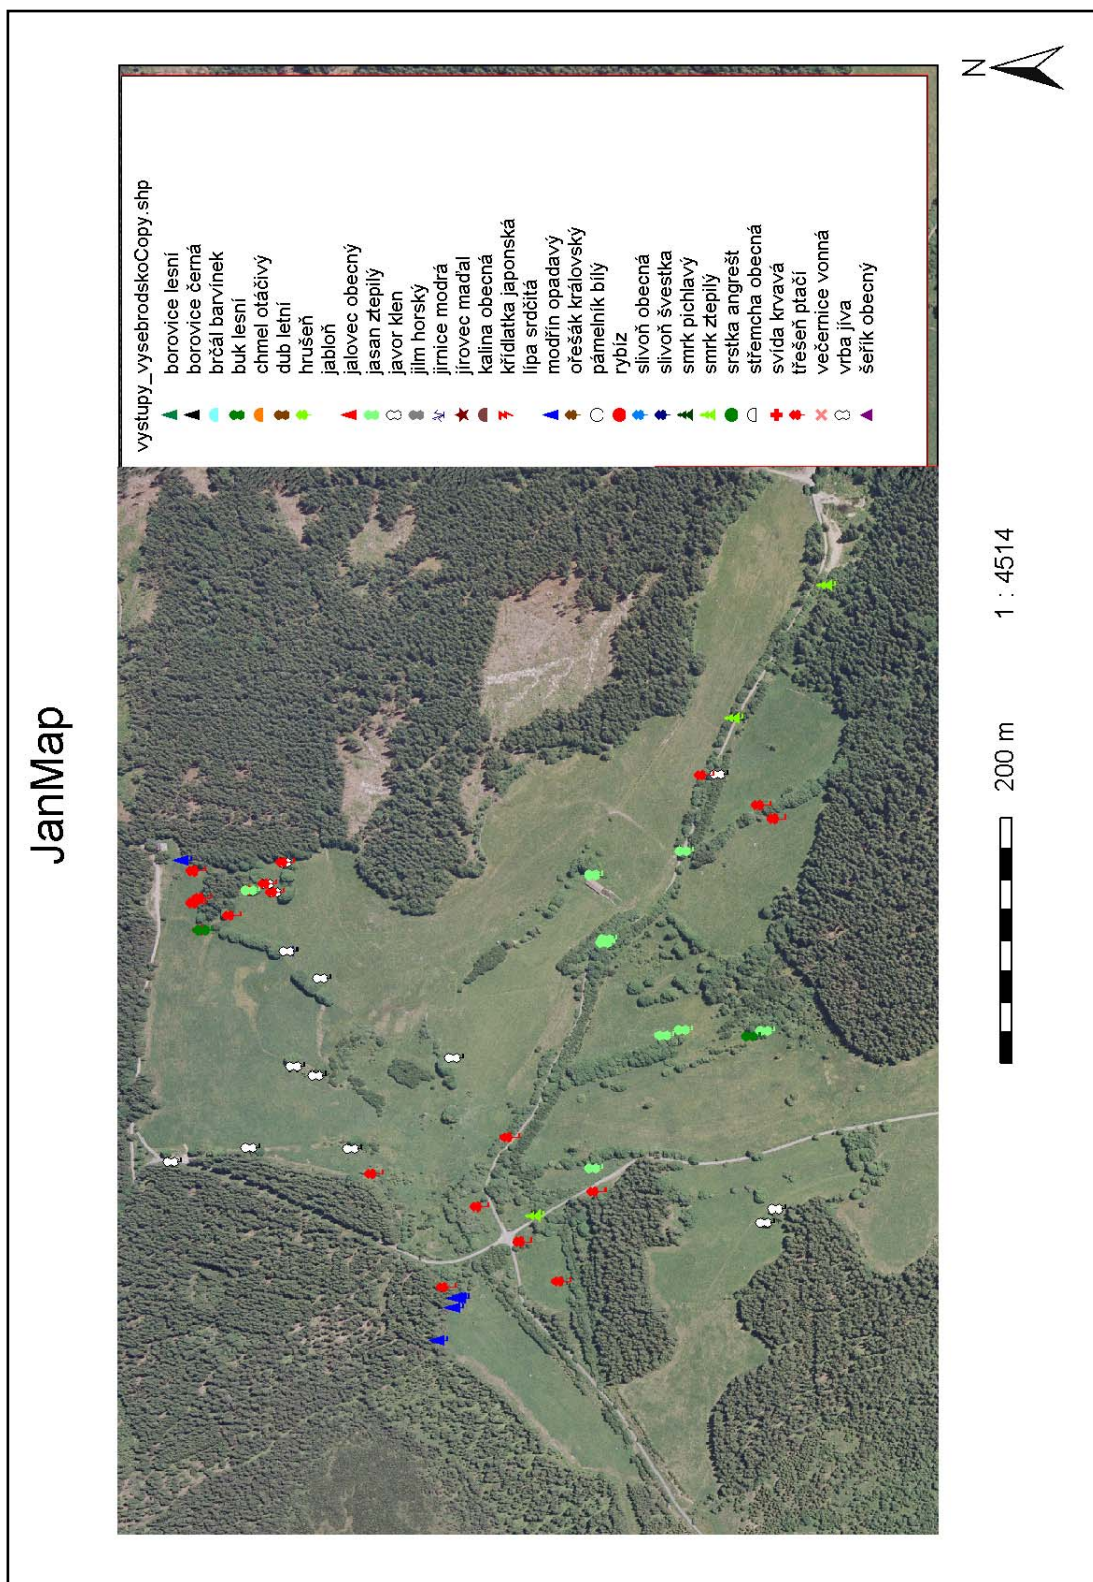 JanMap
N
vystupy_vysebrodskoCopy.shp
borovice lesní
borovice černá
brčál barvínek
buk lesní
chmel otáčivý
dub letní
hrušeň
jabloň
jalovec obecný
jasan ztepilý
javor klen
jilm horský
jirnice modrá
jírovec maďal
kalina obecná
křídlatka japonská
lípa srdčitá
modřín opadavý
ořešák královský
pámelník bílý
rybíz
slivoň obecná
slivoň švestka
smrk pichlavý
smrk ztepilý
srstka angrešt
střemcha obecná
svída krvavá
třešeň ptačí
večernice vonná
vrba jíva
šeřík obecný
200 m
1 : 4514